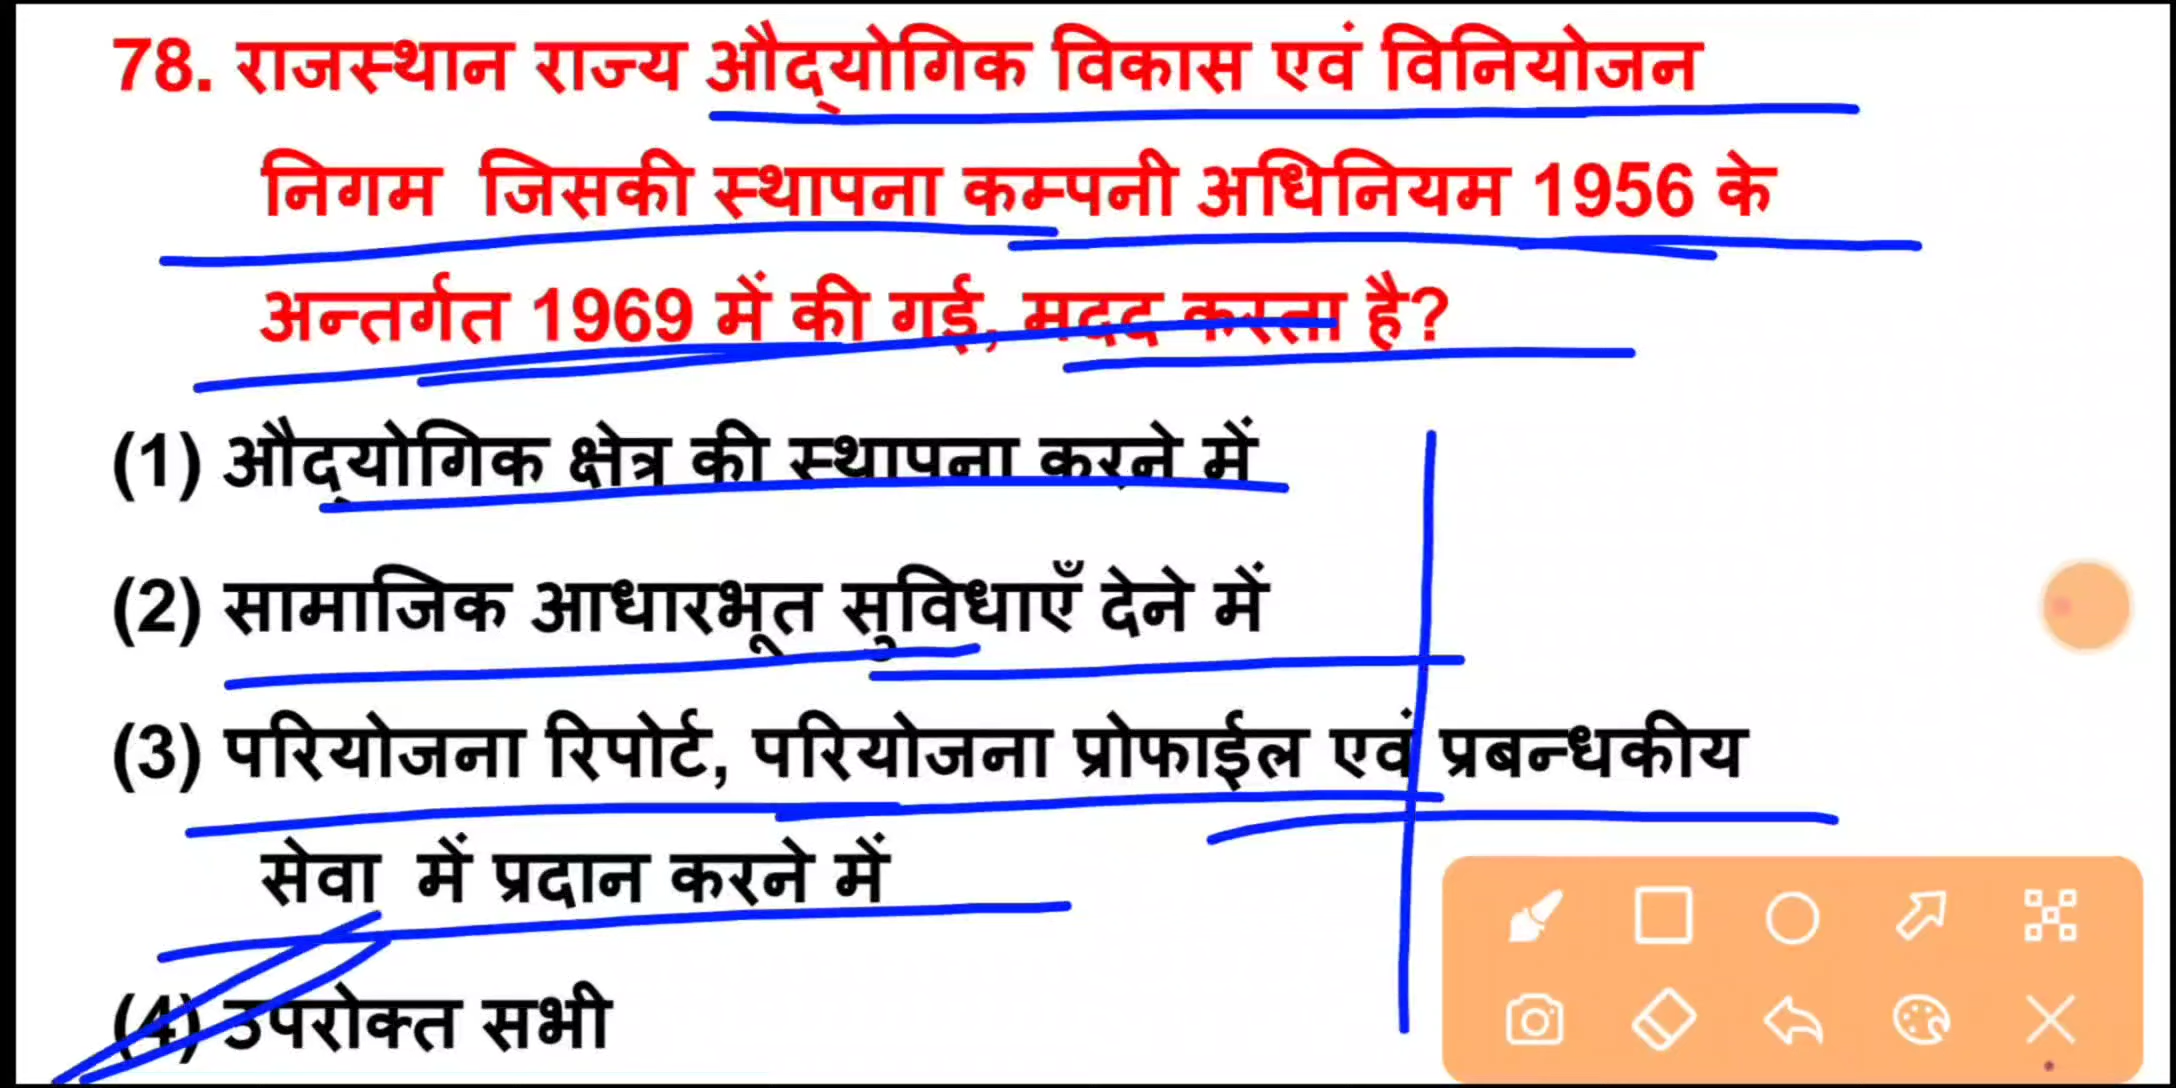 78. राजस्थान राज्य औद्योगिक विकास एवं विनियोजन
निगम जिसकी स्थापना कम्पनी अधिनियम 1956 के
अन्तर्गत 1969 में की गई, मदद करता है?
(1) औद्योगिक क्षेत्र की स्थापना करने में
(2) सामाजिक आधारभूत सुविधाएँ देने में
(3) परियोजना रिपोर्ट, परियोजना प्रोफाईल एवं प्रबन्धकीय
सेवा में प्रदान करने में
(4) उपरोक्त सभी